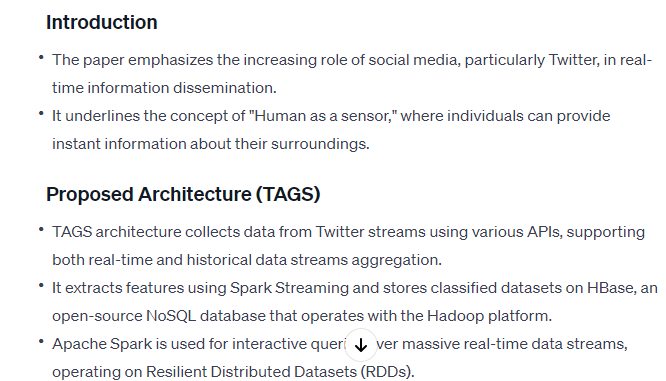 Introduction
• The paper emphasizes the increasing role of social media, particularly Twitter, in real-
time information dissemination.
• It underlines the concept of "Human as a sensor," where individuals can provide
instant information about their surroundings.
Proposed Architecture (TAGS)
• TAGS architecture collects data from Twitter streams using various APIs, supporting
both real-time and historical data streams aggregation.
• It extracts features using Spark Streaming and stores classified datasets on HBase, an
open-source NoSQL database that operates with the Hadoop platform.
• Apache Spark is used for interactive massive real-time data streams,
operating on Resilient Distributed Datasets (RDDs).